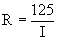 R = 125
I